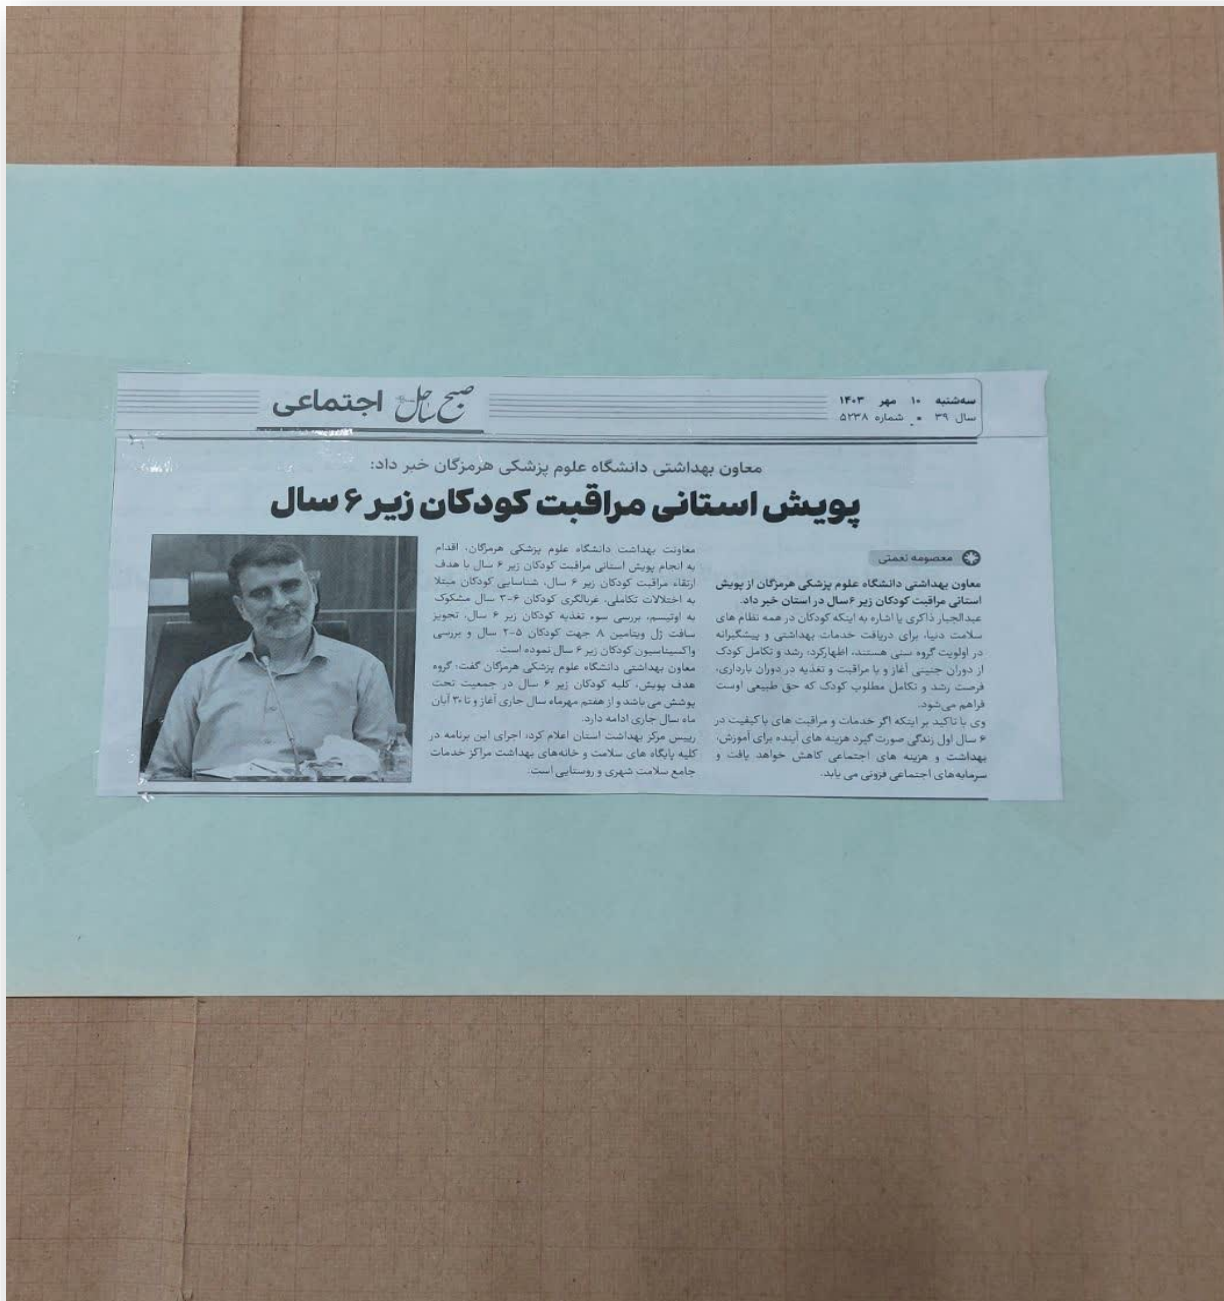 سه‌شنبه ۱۰ مهر ۱۴۰۳
سال ۳۹ • شماره ۵۲۳۸
صبح ساحل
اجتماعی
معاون بهداشتی دانشگاه علوم پزشکی هرمزگان خبر داد:
پویش استانی مراقبت کودکان زیر ۶ سال
معصومه نعمتی
معاون بهداشتی دانشگاه علوم پزشکی هرمزگان از پویش
استانی مراقبت کودکان زیر ۶سال در استان خبر داد.
عبدالجبار ذاکری با اشاره به اینکه کودکان در همه نظام های
سلامت دنیا، برای دریافت خدمات بهداشتی و پیشگیرانه
در اولویت گروه سنی هستند، اظهارکرد: رشد و تکامل کودک
از دوران جنینی آغاز و با مراقبت و تغذیه در دوران بارداری،
فرصت رشد و تکامل مطلوب کودک که حق طبیعی اوست
فراهم می‌شود.
وی با تاکید بر اینکه اگر خدمات و مراقبت های باکیفیت در
۶ سال اول زندگی صورت گیرد هزینه های آینده برای آموزش،
بهداشت و هزینه های اجتماعی کاهش خواهد یافت و
سرمایه‌های اجتماعی فزونی می یابد.
معاونت بهداشت دانشگاه علوم پزشکی هرمزگان، اقدام
به انجام پویش استانی مراقبت کودکان زیر ۶ سال با هدف
ارتقاء مراقبت کودکان زیر ۶ سال، شناسایی کودکان مبتلا
به اختلالات تکاملی، غربالگری کودکان ۶-۳ سال مشکوک
به اوتیسم، بررسی سوء تغذیه کودکان زیر ۶ سال، تجویز
سافت ژل ویتامین A جهت کودکان ۵-۲ سال و بررسی
واکسیناسیون کودکان زیر ۶ سال نموده است.
معاون بهداشتی دانشگاه علوم پزشکی هرمزگان گفت: گروه
هدف پویش، کلیه کودکان زیر ۶ سال در جمعیت تحت
پوشش می باشد و از هفتم مهرماه سال جاری آغاز و تا ۳۰ آبان
ماه سال جاری ادامه دارد.
رییس مرکز بهداشت استان اعلام کرد: اجرای این برنامه در
کلیه پایگاه های سلامت و خانه‌های بهداشت مراکز خدمات
جامع سلامت شهری و روستایی است.